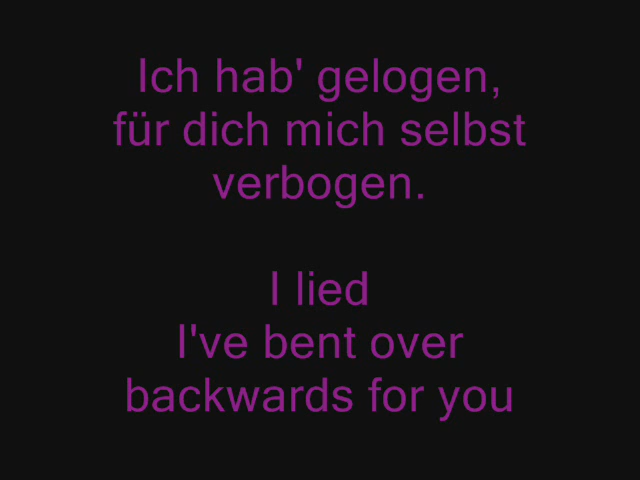 Ich hab' gelogen,
für dich mich selbst
verbogen.
I lied
I've bent over
backwards for you